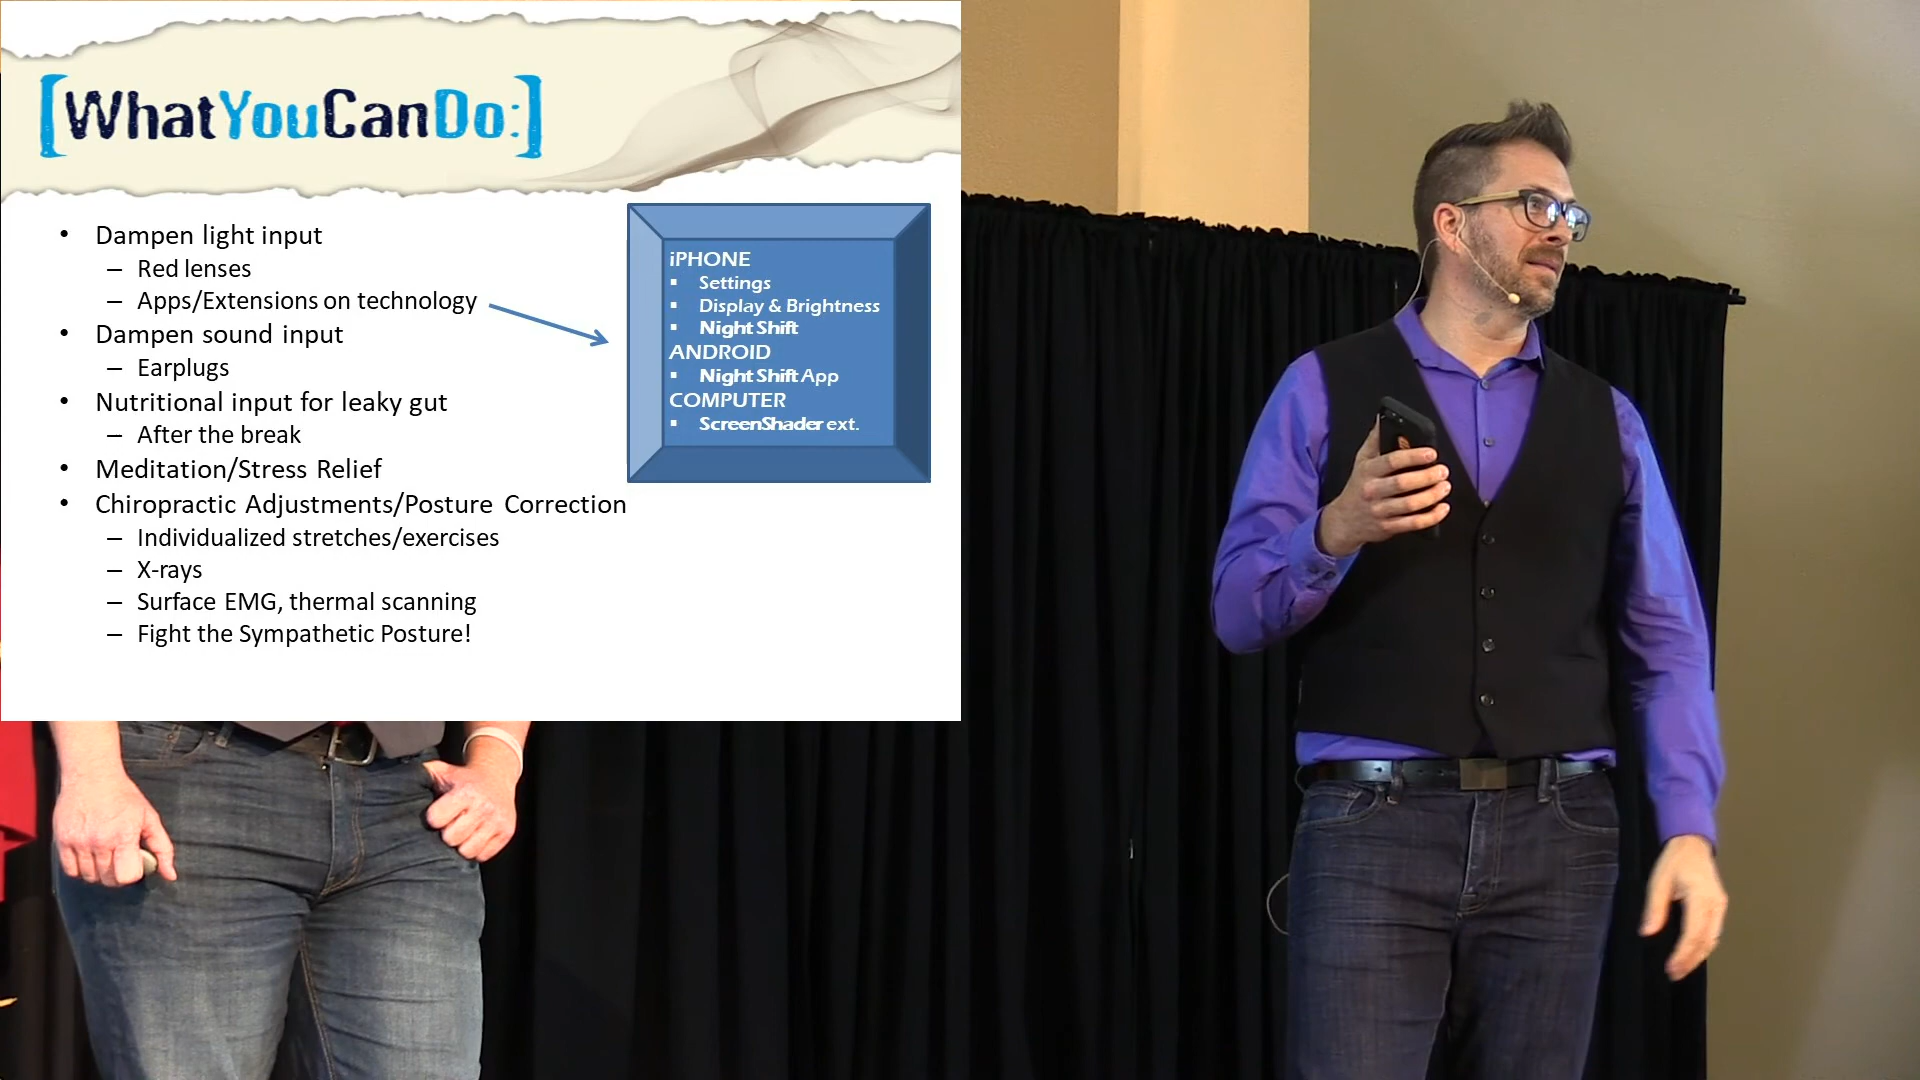 [WhatYouCanDo:]
• Dampen light input
– Red lenses
– Apps/Extensions on technology
• Dampen sound input
– Earplugs
• Nutritional input for leaky gut
– After the break
• Meditation/Stress Relief
• Chiropractic Adjustments/Posture Correction
– Individualized stretches/exercises
– X-rays
– Surface EMG, thermal scanning
– Fight the Sympathetic Posture!
iPHONE
▪ Settings
▪ Display & Brightness
▪ Night Shift
ANDROID
▪ Night Shift App
COMPUTER
▪ ScreenShader ext.